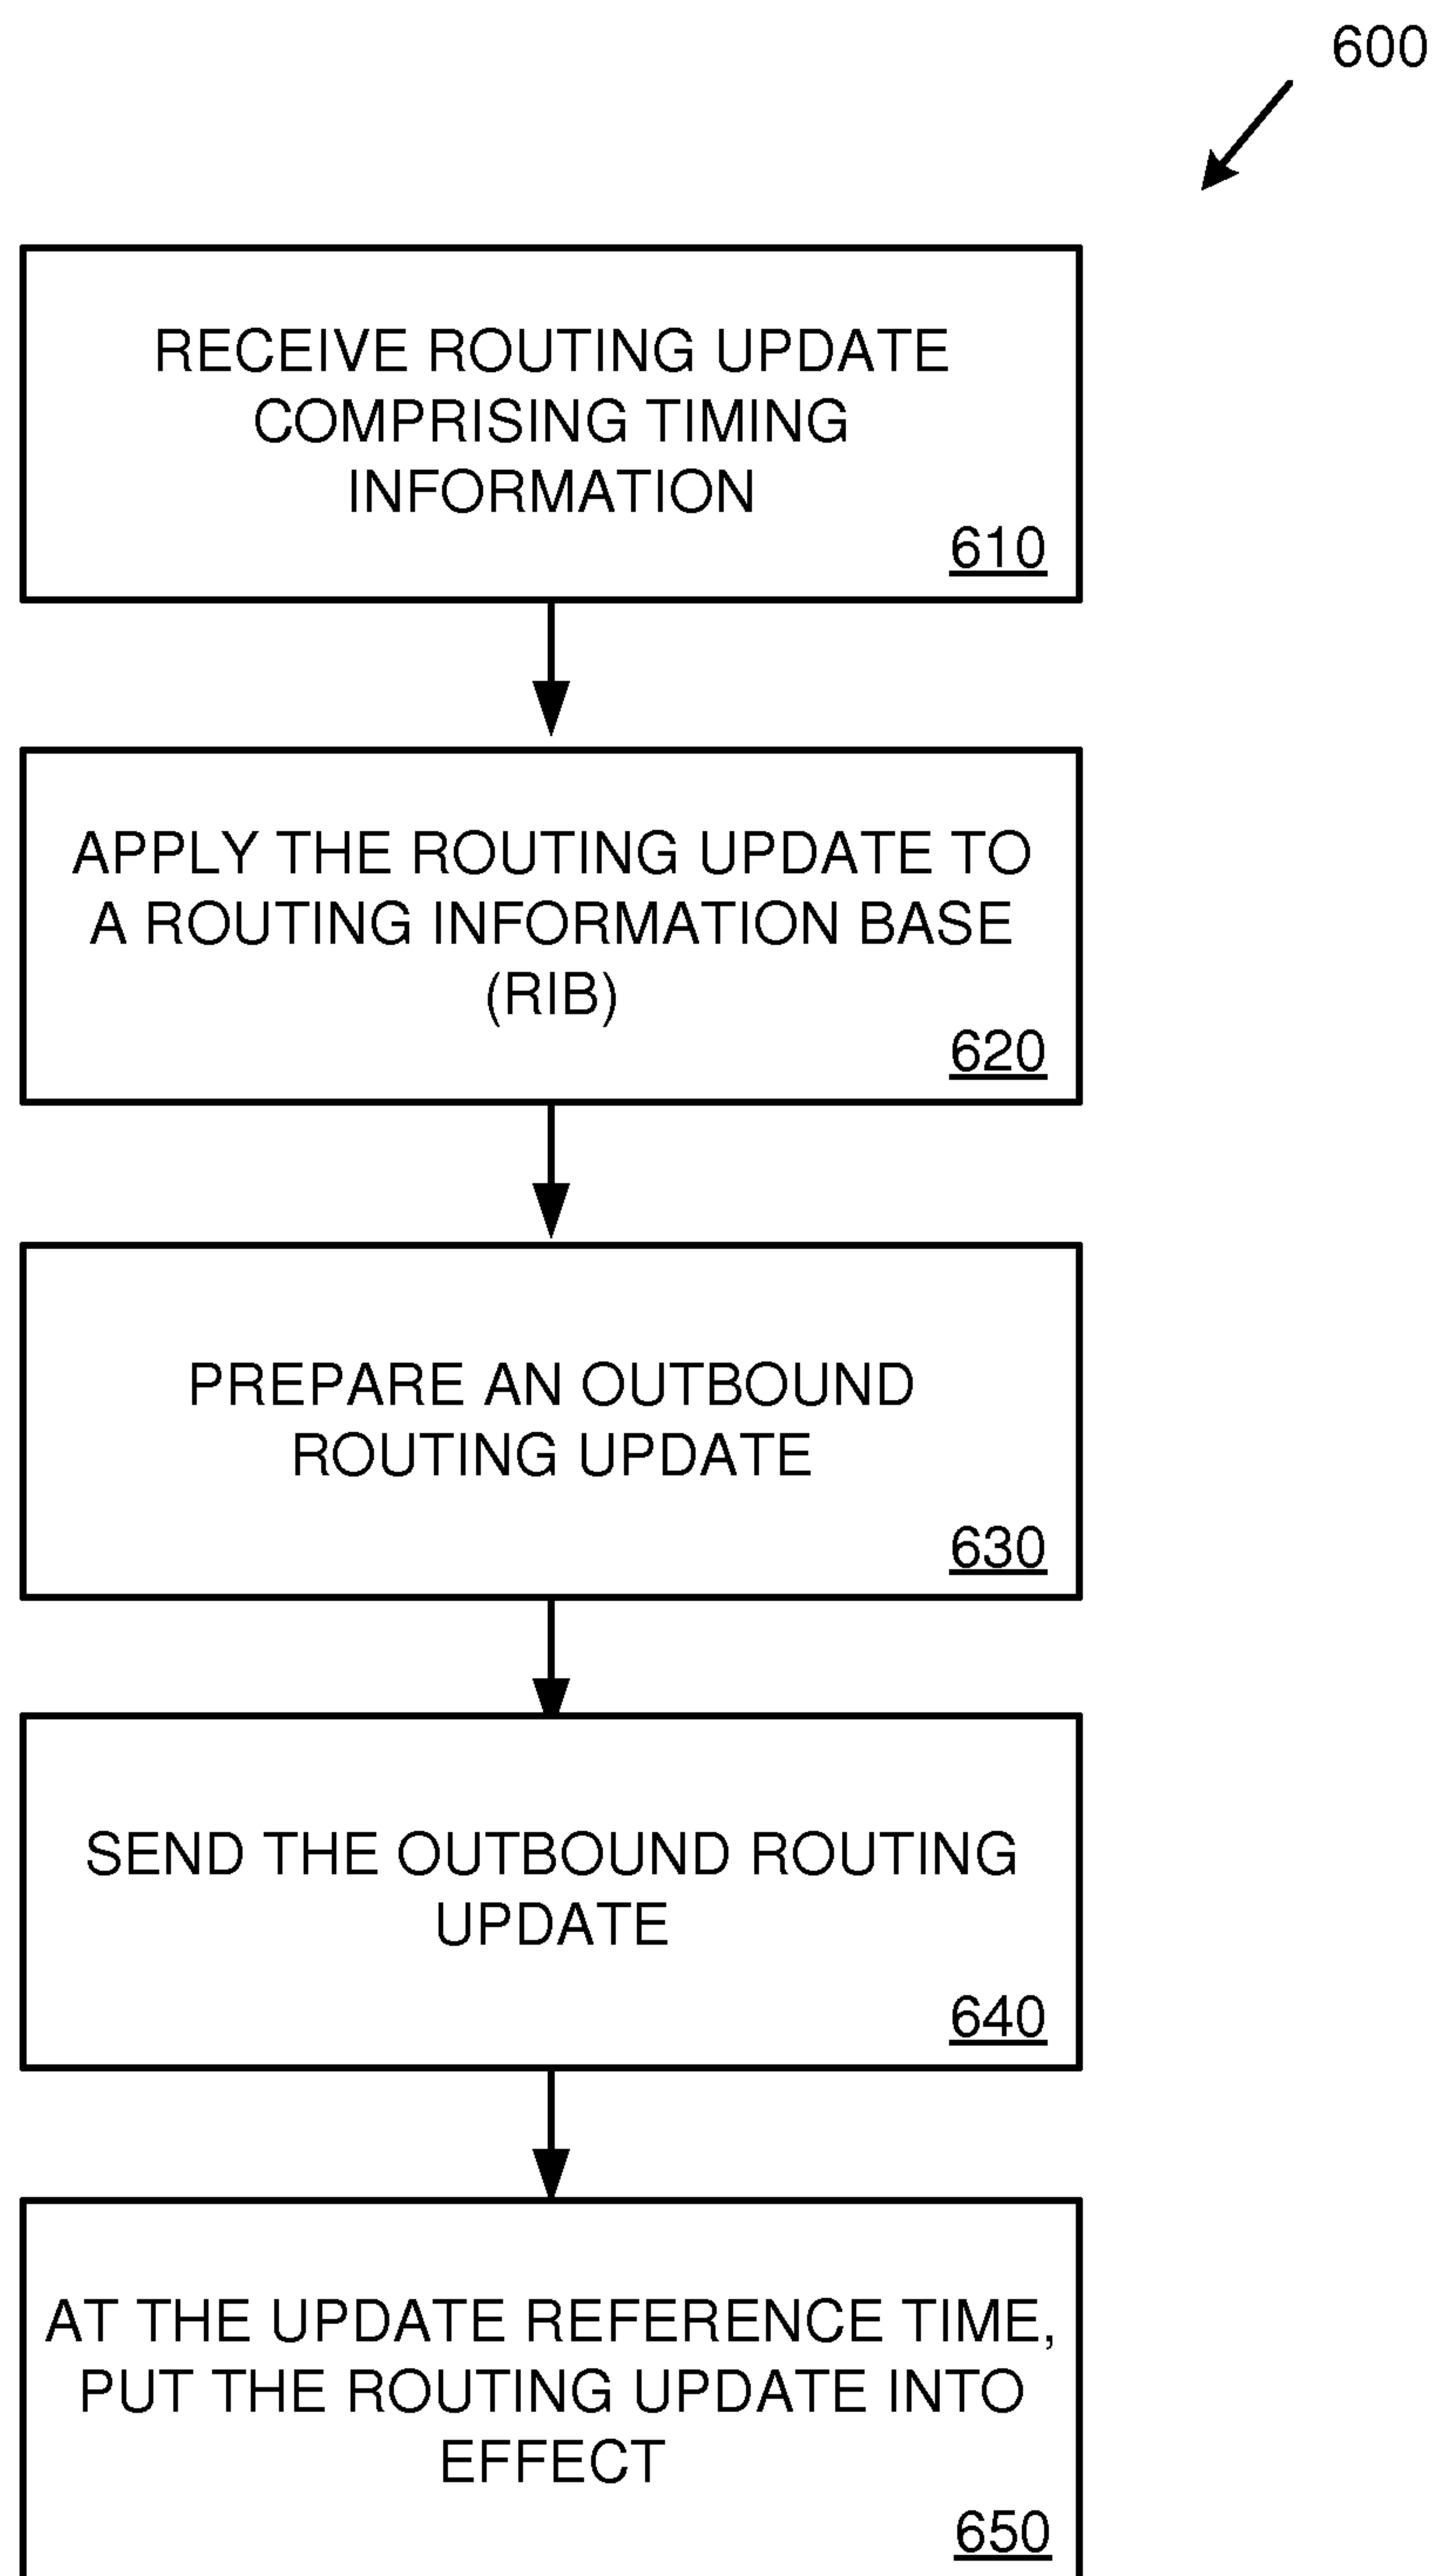 600
RECEIVE ROUTING UPDATE
COMPRISING TIMING
INFORMATION
610
APPLY THE ROUTING UPDATE TO
A ROUTING INFORMATION BASE
(RIB)
620
PREPARE AN OUTBOUND
ROUTING UPDATE
630
SEND THE OUTBOUND ROUTING
UPDATE
640
AT THE UPDATE REFERENCE TIME,
PUT THE ROUTING UPDATE INTO
EFFECT
650